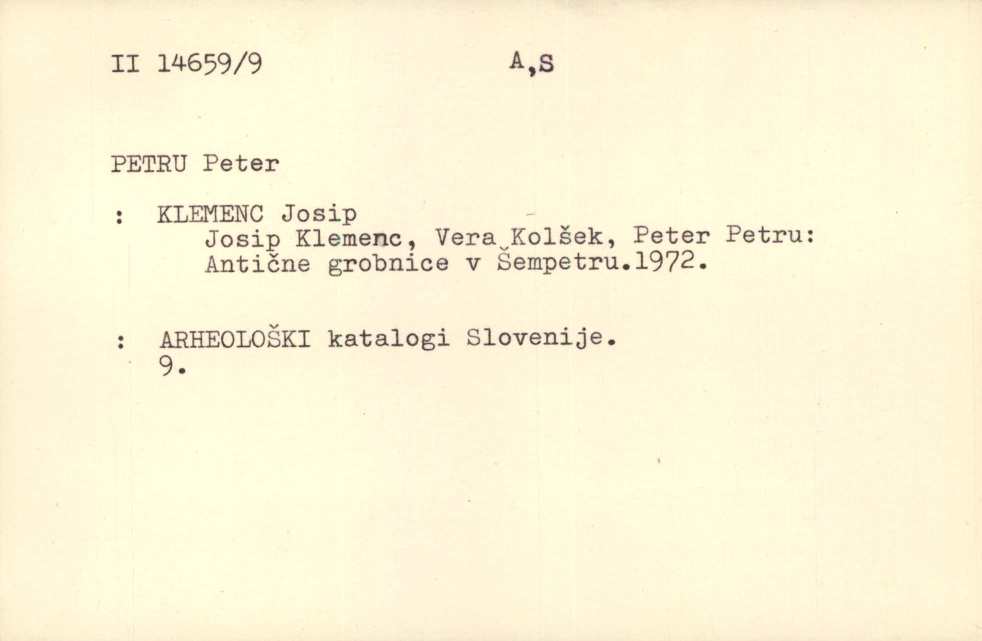 II 14659/9 A,S
PETRU Peter
: KLEMENC Josip
Josip Klemenc, Vera Kolšek, Peter Petru:
Antične grobnice v Šempetru.1972.
: ARHEOLOŠKI katalogi Slovenije.
9.